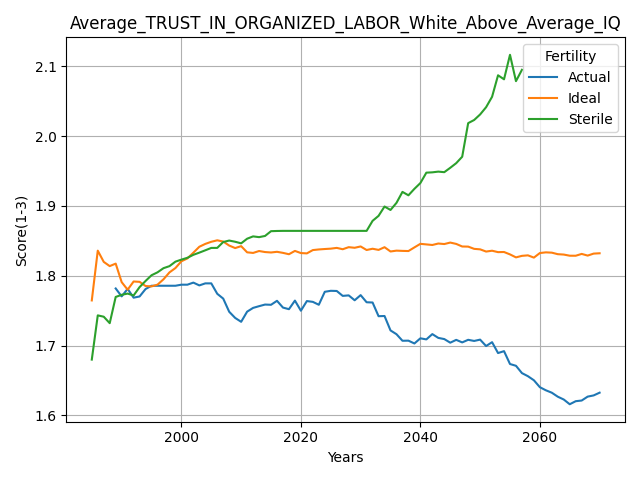 Average_TRUST_IN_ORGANIZED_LABOR_White_Above_Average_IQ
Fertility
Actual
Ideal
Sterile
Score(1-3)
2.1
2.0
1.9
1.8
1.7
1.6
2000
2020
2040
2060
Years